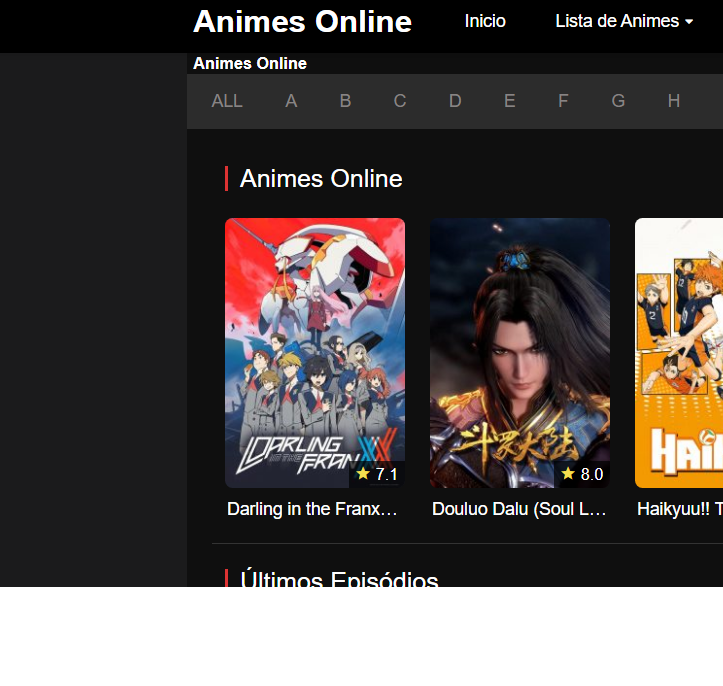 Animes Online Inicio Lista de Animes
Animes Online
ALL A B C D E F G H
Animes Online
DARLING
in the
FRANXX
斗罗大陆
HAI
7.1
8.0
Darling in the Franx...
Douluo Dalu (Soul L...
Haikyuu!! T
Últimos Episódios